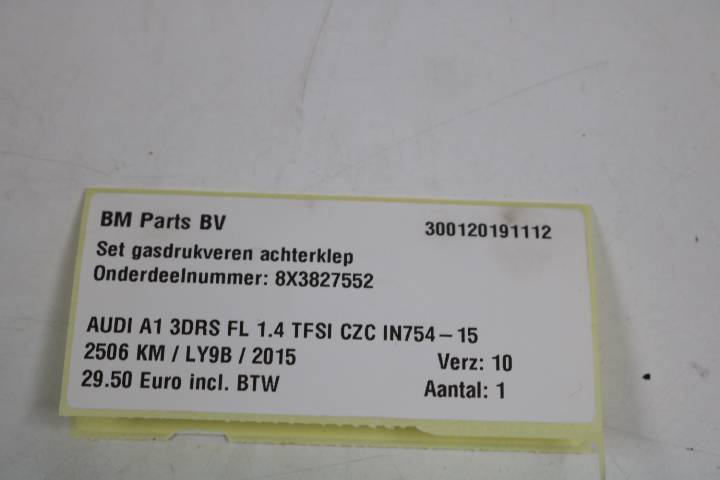 BM Parts BV 300120191112
Set gasdrukveren achterklep
Onderdeelnummer: 8X3827552
AUDI A1 3DRS FL 1.4 TFSI CZC IN754-15
2506 KM / LY9B / 2015 Verz: 10
29.50 Euro incl. BTW Aantal: 1